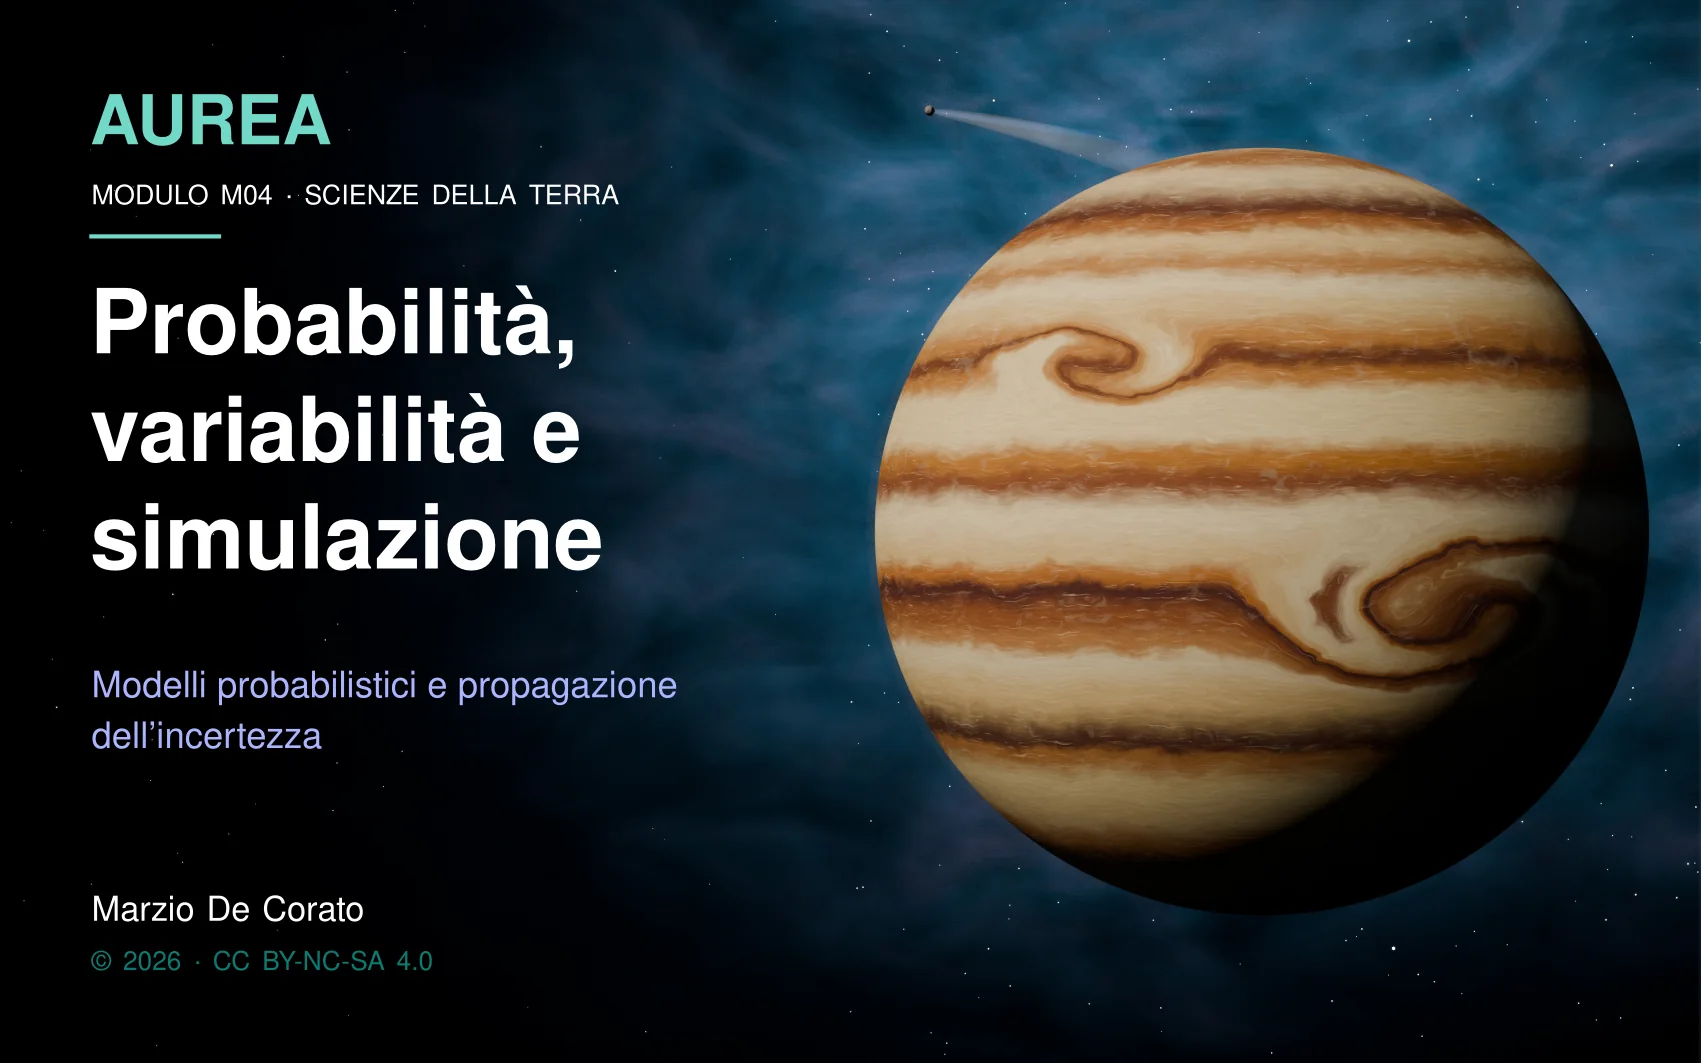 AUREA
MODULO M04 · SCIENZE DELLA TERRA
Probabilità,
variabilità e
simulazione
Modelli probabilistici e propagazione
dell’incertezza
Marzio De Corato
© 2026 · CC BY-NC-SA 4.0